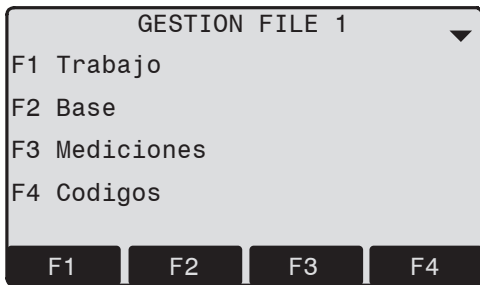 GESTION FILE 1
F1 Trabajo
F2 Base
F3 Mediciones
F4 Codigos
F1 F2 F3 F4